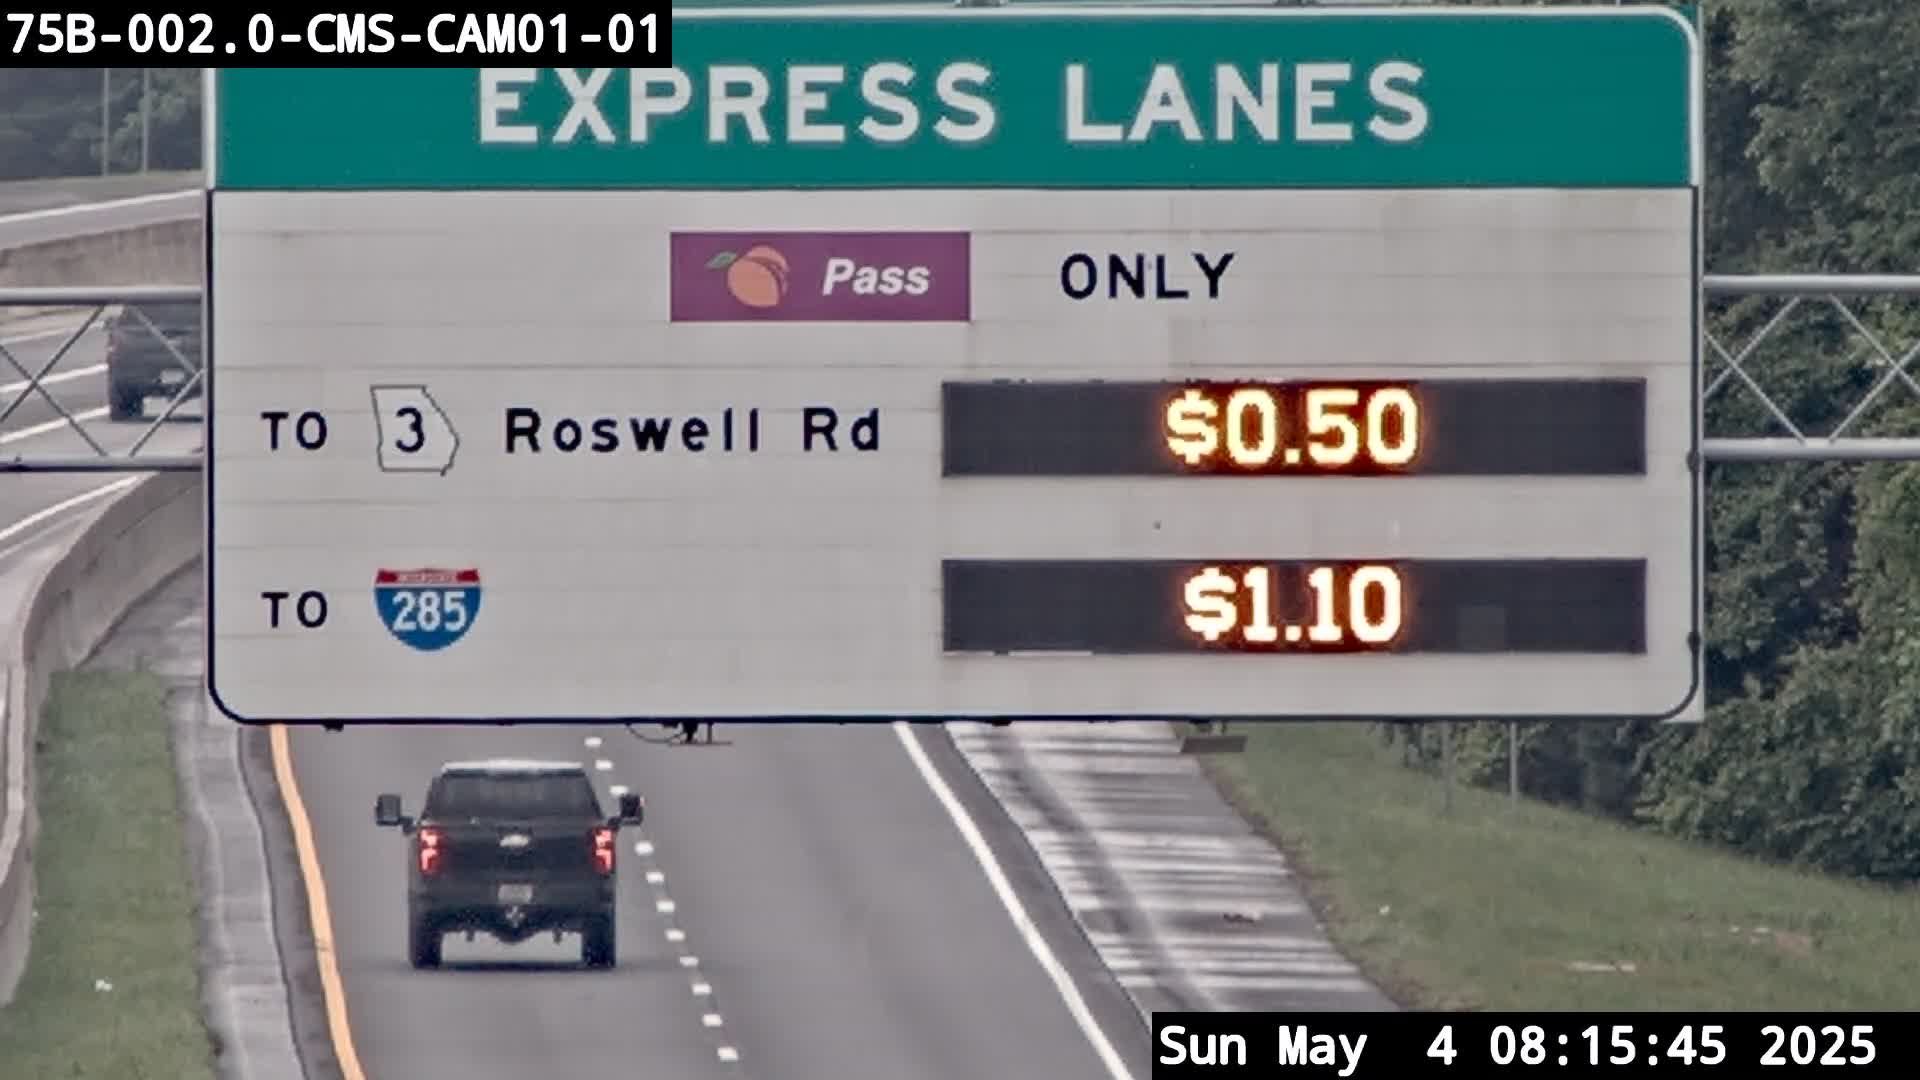 75B-002.0-CMS-CAM01-01
EXPRESS LANES
Pass ONLY
TO 3 Roswell Rd $0.50
TO 285 $1.10
Sun May 4 08:15:45 2025